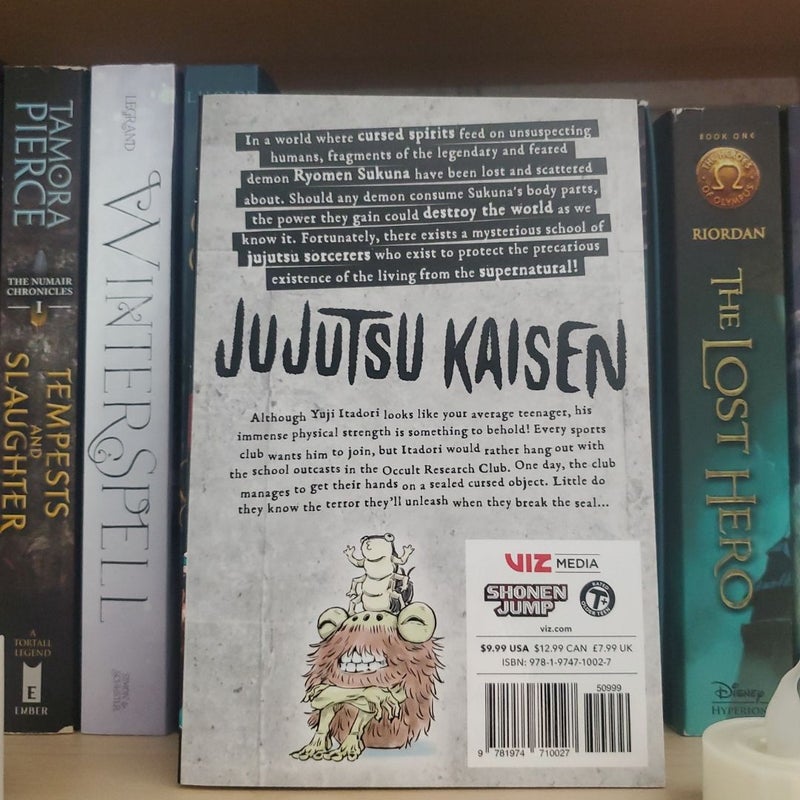 TAMORA
PIERCE
THE NUMAIR
CHRONICLES
I
TEMPESTS
AND
SLAUGHTER
A
TORTALL
LEGEND
E
EMBER
LEGRAND
WINTERSPELL
SIMON &
SCHUSTER
In a world where cursed spirits feed on unsuspecting
humans, fragments of the legendary and feared
demon Ryomen Sukuna have been lost and scattered
about. Should any demon consume Sukuna's body parts,
the power they gain could destroy the world as we
know it. Fortunately, there exists a mysterious school of
jujutsu sorcerers who exist to protect the precarious
existence of the living from the supernatural!
JUJUTSU KAISEN
Although Yuji Itadori looks like your average teenager, his
immense physical strength is something to behold! Every sports
club wants him to join, but Itadori would rather hang out with
the school outcasts in the Occult Research Club. One day, the club
manages to get their hands on a sealed cursed object. Little do
they know the terror they'll unleash when they break the seal...
VIZ MEDIA
SHONEN
JUMP
RATED
T+
OLDER TEEN
viz.com
$9.99 USA $12.99 CAN £7.99 UK
ISBN: 978-1-9747-1002-7
50999
9 781974 710027
BOOK ONE
THE HEROES
OF OLYMPUS
RIORDAN
THE LOST HERO
DISNEY
HYPERION